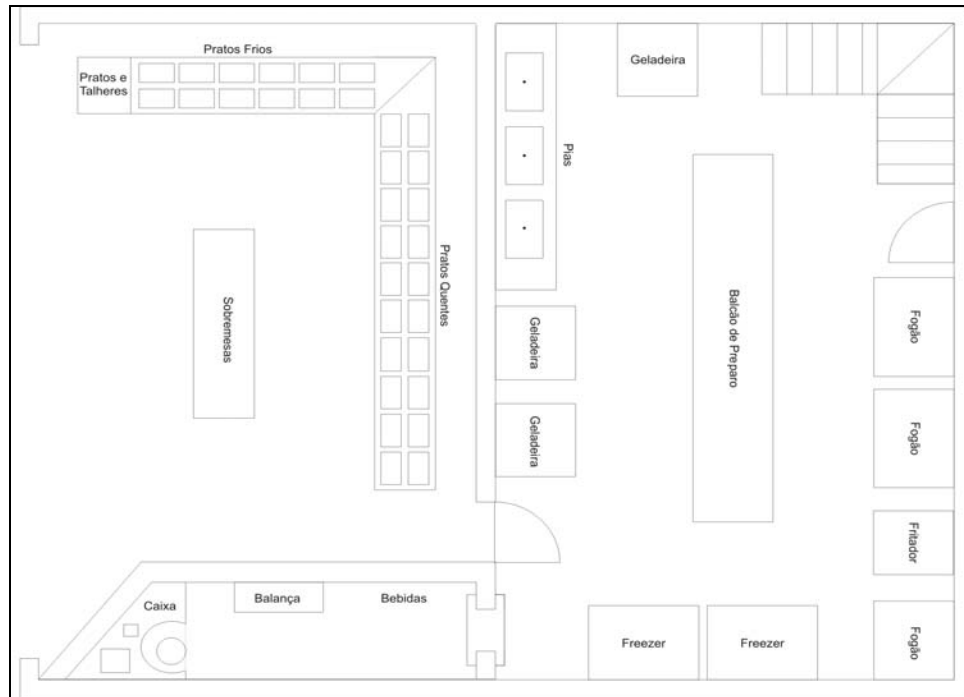 Pratos Frios
Pratos e
Talheres
Pratos Quentes
Sobremesas
Caixa
Balança
Bebidas
Geladeira
Pias
Geladeira
Geladeira
Balcão de Preparo
Fogão
Fogão
Fritador
Fogão
Freezer
Freezer